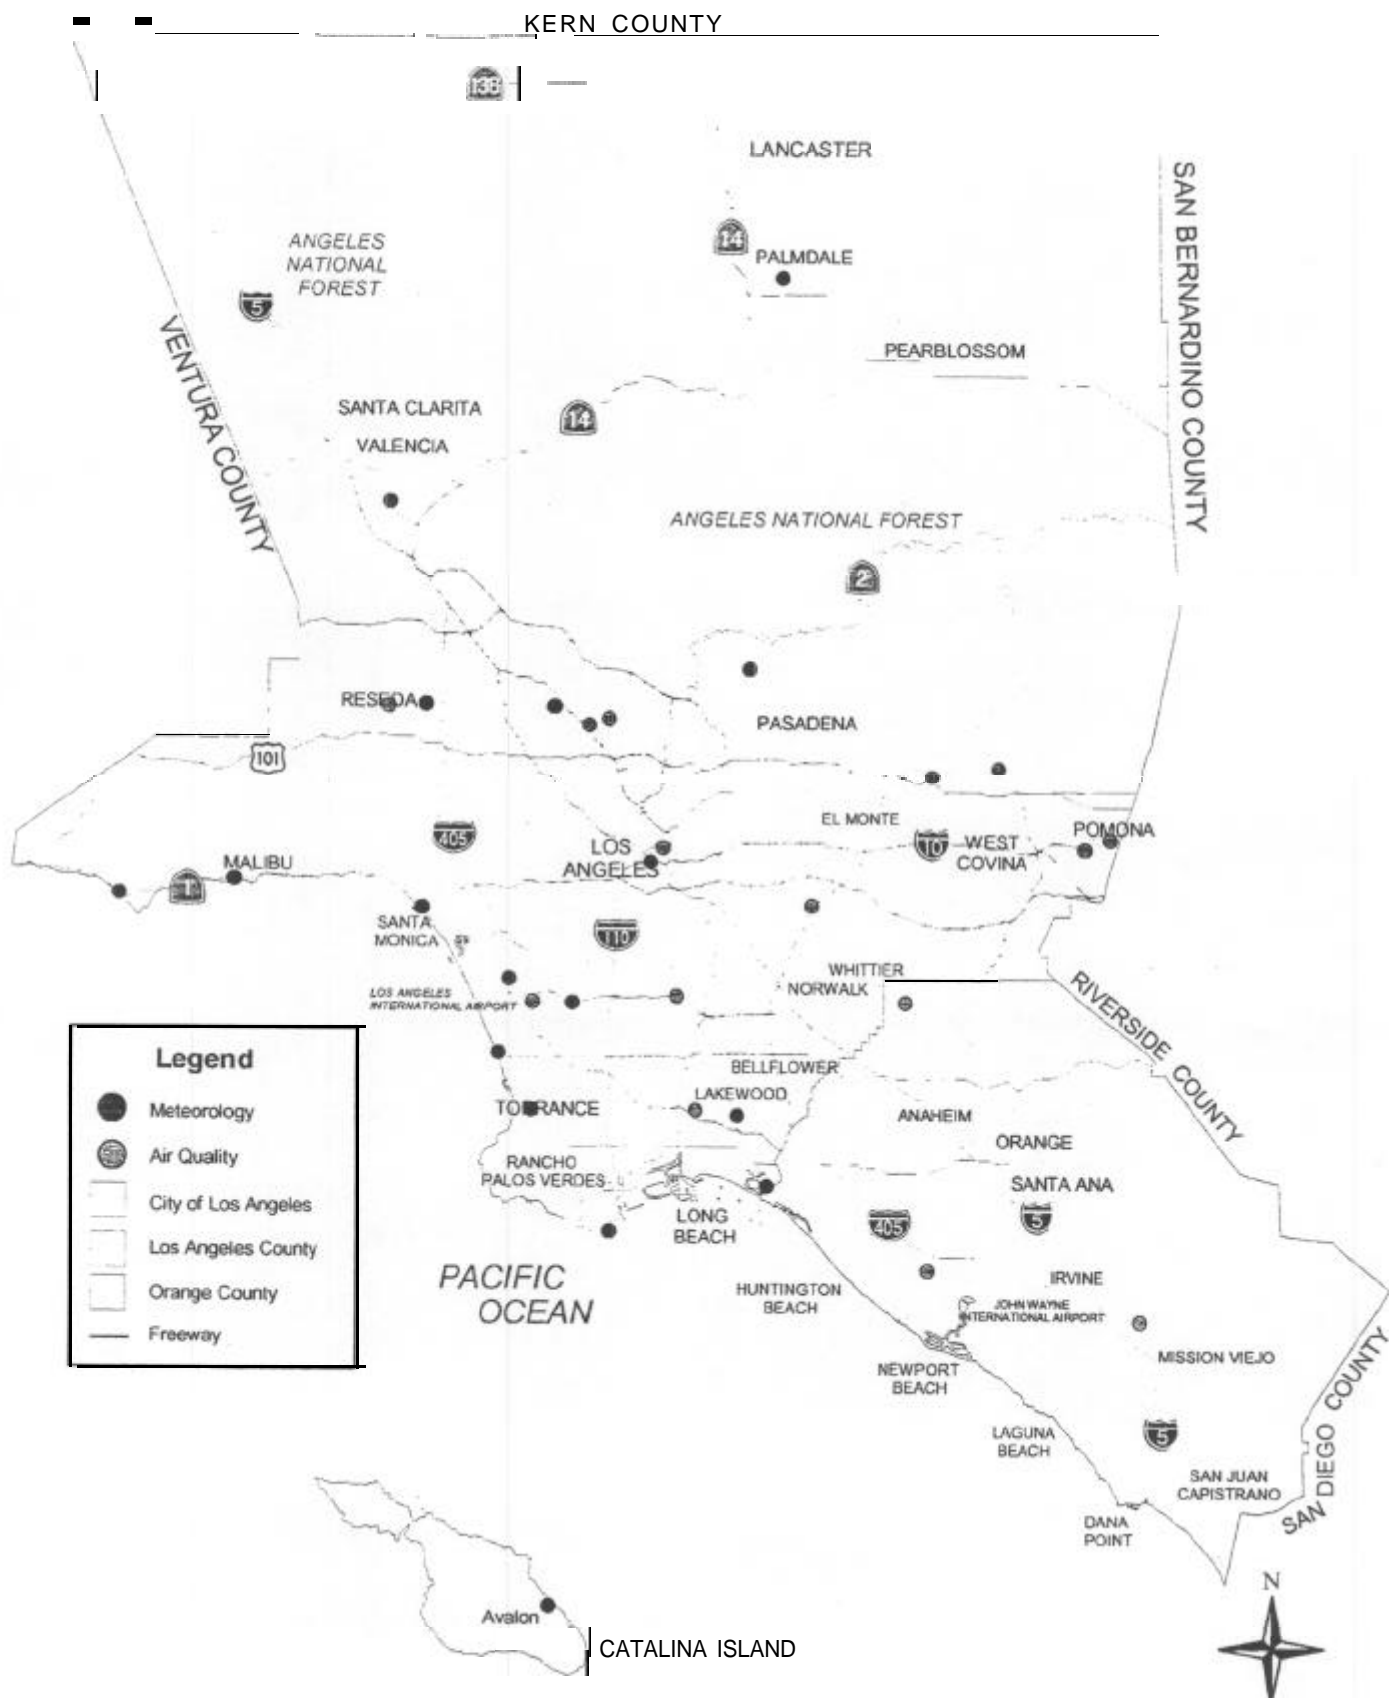 KERN COUNTY
138
LANCASTER
SAN BERNARDINO COUNTY
ANGELES
NATIONAL
FOREST
14
PALMDALE
5
VENTURA COUNTY
PEARBLOSSOM
SANTA CLARITA
14
VALENCIA
ANGELES NATIONAL FOREST
2
RESEDA
PASADENA
101
EL MONTE
405
LOS
ANGELES
10
WEST
COVINA
POMONA
MALIBU
1
SANTA
MONICA
110
WHITTIER
NORWALK
LOS ANGELES
INTERNATIONAL AIRPORT
RIVERSIDE COUNTY
Legend
Meteorology
Air Quality
City of Los Angeles
Los Angeles County
Orange County
Freeway
BELLFLOWER
LAKEWOOD
TORRANCE
ANAHEIM
ORANGE
RANCHO
PALOS VERDES
SANTA ANA
LONG
BEACH
405
5
PACIFIC
OCEAN
HUNTINGTON
BEACH
IRVINE
JOHN WAYNE
INTERNATIONAL AIRPORT
MISSION VIEJO
NEWPORT
BEACH
SAN DIEGO COUNTY
LAGUNA
BEACH
5
SAN JUAN
CAPISTRANO
DANA
POINT
N
Avalon
CATALINA ISLAND